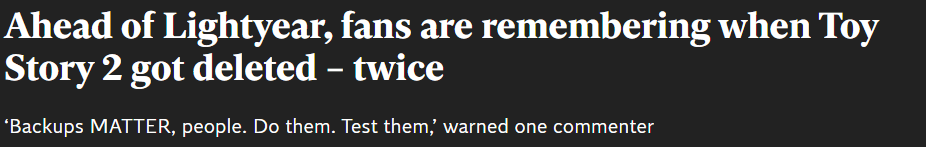 Ahead of Lightyear, fans are remembering when Toy
Story 2 got deleted – twice
‘Backups MATTER, people. Do them. Test them,’ warned one commenter